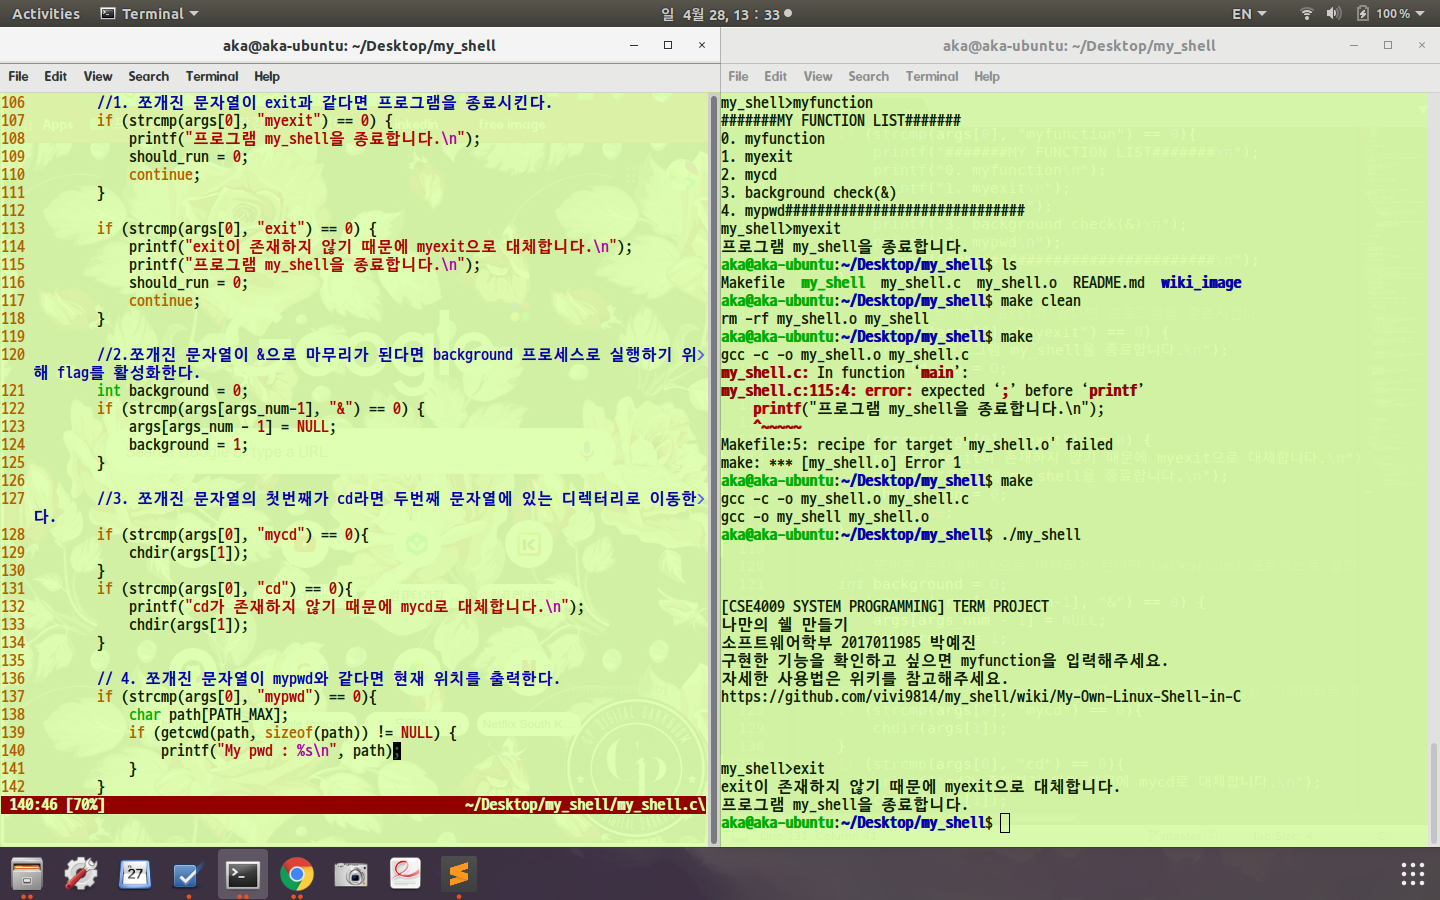 Activities Terminal 일 4월 28, 13 : 33 EN 100 %
aka@aka-ubuntu: ~/Desktop/my_shell
File Edit View Search Terminal Help
106 //1. 쪼개진 문자열이 exit과 같다면 프로그램을 종료시킨다.
107 if (strcmp(args[0], "myexit") == 0) {
108 printf("프로그램 my_shell을 종료합니다.\n");
109 should_run = 0;
110 continue;
111 }
112
113 if (strcmp(args[0], "exit") == 0) {
114 printf("exit이 존재하지 않기 때문에 myexit으로 대체합니다.\n");
115 printf("프로그램 my_shell을 종료합니다.\n");
116 should_run = 0;
117 continue;
118 }
119
120 //2.쪼개진 문자열이 &으로 마무리가 된다면 background 프로세스로 실행하기 위
해 flag를 활성화한다.
121 int background = 0;
122 if (strcmp(args[args_num-1], "&") == 0) {
123 args[args_num - 1] = NULL;
124 background = 1;
125 }
126
127 //3. 쪼개진 문자열의 첫번째가 cd라면 두번째 문자열에 있는 디렉터리로 이동한
다.
128 if (strcmp(args[0], "mycd") == 0){
129 chdir(args[1]);
130 }
131 if (strcmp(args[0], "cd") == 0){
132 printf("cd가 존재하지 않기 때문에 mycd로 대체합니다.\n");
133 chdir(args[1]);
134 }
135
136 // 4. 쪼개진 문자열이 mypwd와 같다면 현재 위치를 출력한다.
137 if (strcmp(args[0], "mypwd") == 0){
138 char path[PATH_MAX];
139 if (getcwd(path, sizeof(path)) != NULL) {
140 printf("My pwd : %s\n", path);
141 }
142 }
140:46 [70%] ~/Desktop/my_shell/my_shell.c\
aka@aka-ubuntu: ~/Desktop/my_shell
File Edit View Search Terminal Help
my_shell>myfunction
#######MY FUNCTION LIST#######
0. myfunction
1. myexit
2. mycd
3. background check(&)
4. mypwd##############################
my_shell>myexit
프로그램 my_shell을 종료합니다.
aka@aka-ubuntu:~/Desktop/my_shell$ ls
Makefile my_shell my_shell.c my_shell.o README.md wiki_image
aka@aka-ubuntu:~/Desktop/my_shell$ make clean
rm -rf my_shell.o my_shell
aka@aka-ubuntu:~/Desktop/my_shell$ make
gcc -c -o my_shell.o my_shell.c
my_shell.c: In function ‘main’:
my_shell.c:115:4: error: expected ‘;’ before ‘printf’
printf("프로그램 my_shell을 종료합니다.\n");
^~~~~~
Makefile:5: recipe for target 'my_shell.o' failed
make: *** [my_shell.o] Error 1
aka@aka-ubuntu:~/Desktop/my_shell$ make
gcc -c -o my_shell.o my_shell.c
gcc -o my_shell my_shell.o
aka@aka-ubuntu:~/Desktop/my_shell$ ./my_shell
[CSE4009 SYSTEM PROGRAMMING] TERM PROJECT
나만의 쉘 만들기
소프트웨어학부 2017011985 박예진
구현한 기능을 확인하고 싶으면 myfunction을 입력해주세요.
자세한 사용법은 위키를 참고해주세요.
https://github.com/vivi9814/my_shell/wiki/My-Own-Linux-Shell-in-C
my_shell>exit
exit이 존재하지 않기 때문에 myexit으로 대체합니다.
프로그램 my_shell을 종료합니다.
aka@aka-ubuntu:~/Desktop/my_shell$
27